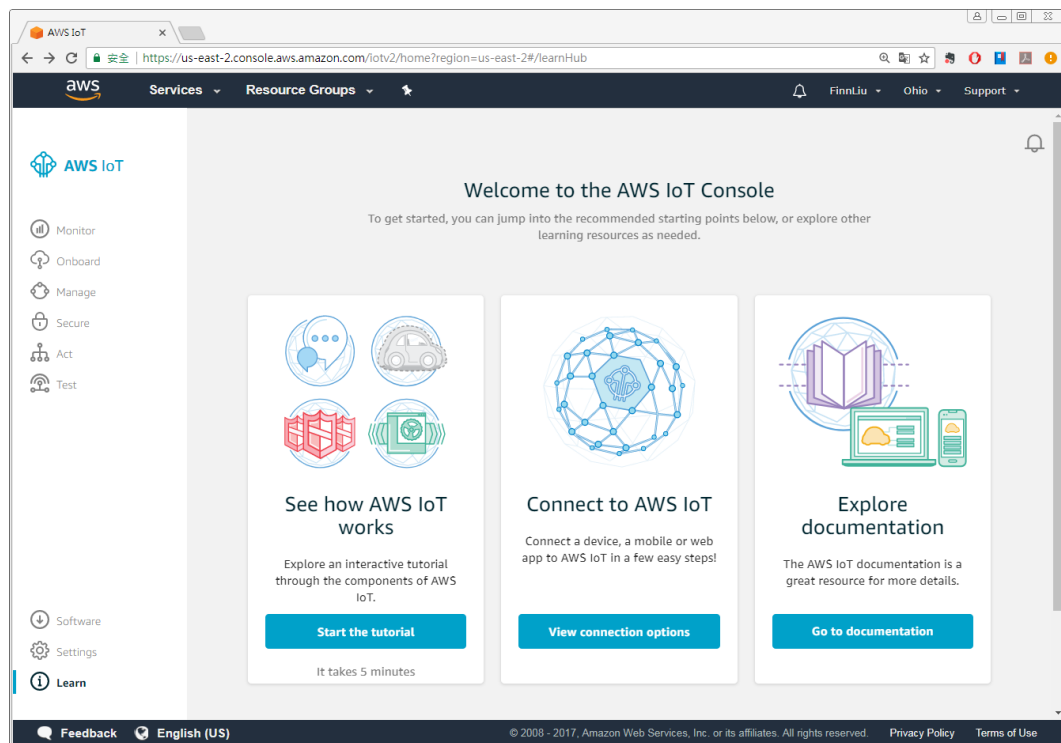 AWS IoT
安全 https://us-east-2.console.aws.amazon.com/iotv2/home?region=us-east-2#/learnHub
aws Services Resource Groups FinnLiu Ohio Support
AWS IoT
Monitor
Onboard
Manage
Secure
Act
Test
Software
Settings
Learn
Welcome to the AWS IoT Console
To get started, you can jump into the recommended starting points below, or explore other
learning resources as needed.
See how AWS IoT
works
Explore an interactive tutorial
through the components of AWS
IoT.
Start the tutorial
It takes 5 minutes
Connect to AWS IoT
Connect a device, a mobile or web
app to AWS IoT in a few easy steps!
View connection options
Explore
documentation
The AWS IoT documentation is a
great resource for more details.
Go to documentation
Feedback English (US) © 2008 - 2017, Amazon Web Services, Inc. or its affiliates. All rights reserved. Privacy Policy Terms of Use